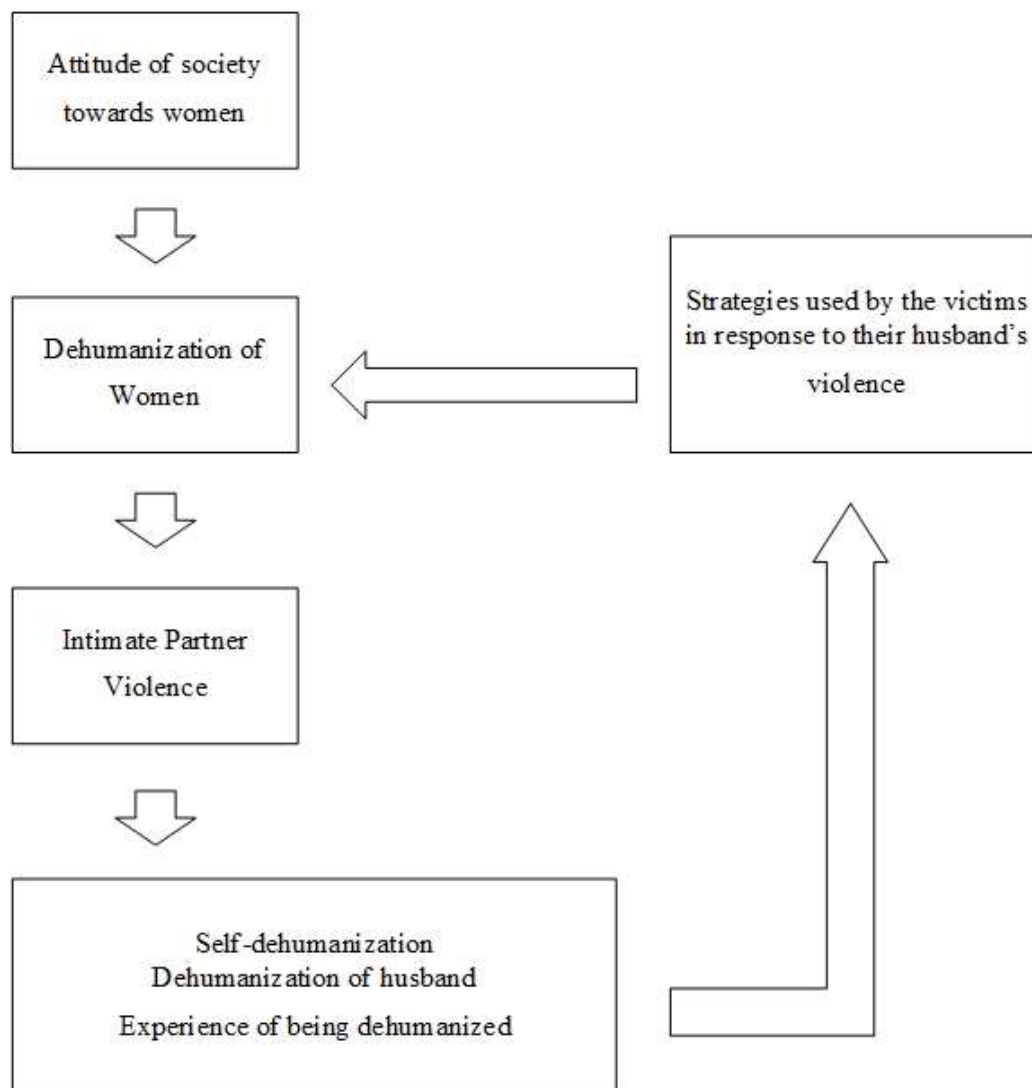 Attitude of society
towards women
Dehumanization of
Women
Strategies used by the victims
in response to their husband's
violence
Intimate Partner
Violence
Self-dehumanization
Dehumanization of husband
Experience of being dehumanized